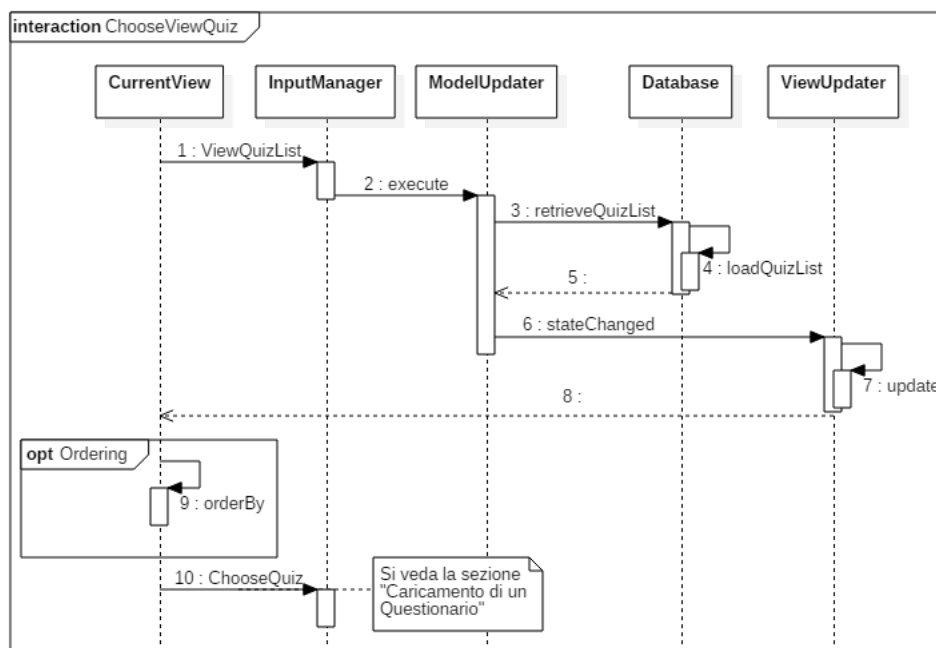 interaction ChooseViewQuiz
CurrentView
InputManager
ModelUpdater
Database
ViewUpdater
1 : ViewQuizList
2 : execute
3 : retrieveQuizList
4 : loadQuizList
5 :
6 : stateChanged
7 : update
8 :
opt Ordering
9 : orderBy
10 : ChooseQuiz
Si veda la sezione
"Caricamento di un
Questionario"